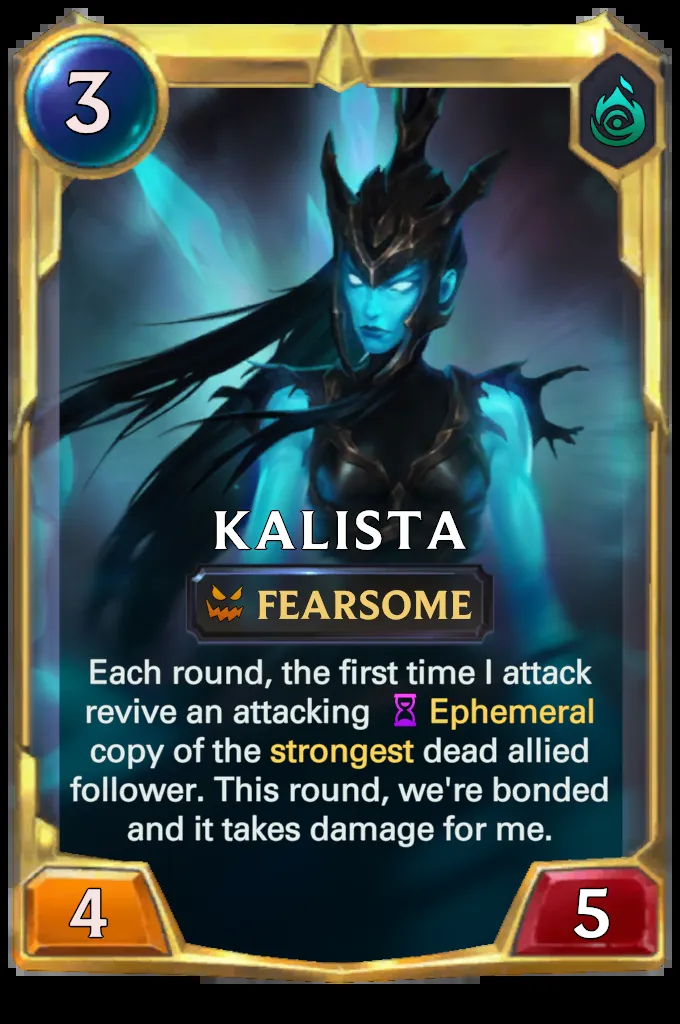 3
KALISTA
FEARSOME
Each round, the first time I attack
revive an attacking Ephemeral
copy of the strongest dead allied
follower. This round, we're bonded
and it takes damage for me.
4
5